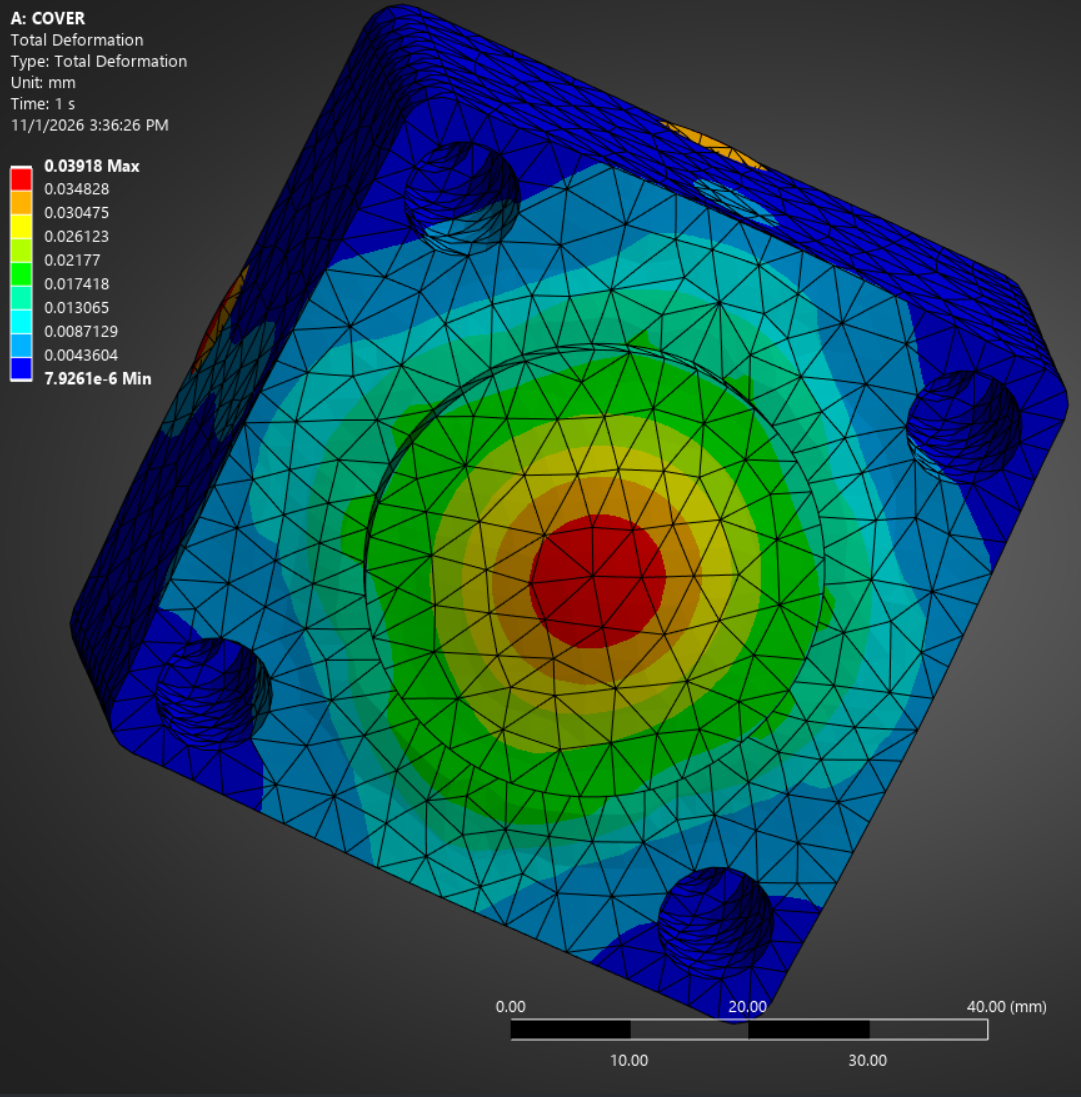 A: COVER
Total Deformation
Type: Total Deformation
Unit: mm
Time: 1 s
11/1/2026 3:36:26 PM
0.03918 Max
0.034828
0.030475
0.026123
0.02177
0.017418
0.013065
0.0087129
0.0043604
7.9261e-6 Min
0.00 20.00 40.00 (mm)
10.00 30.00